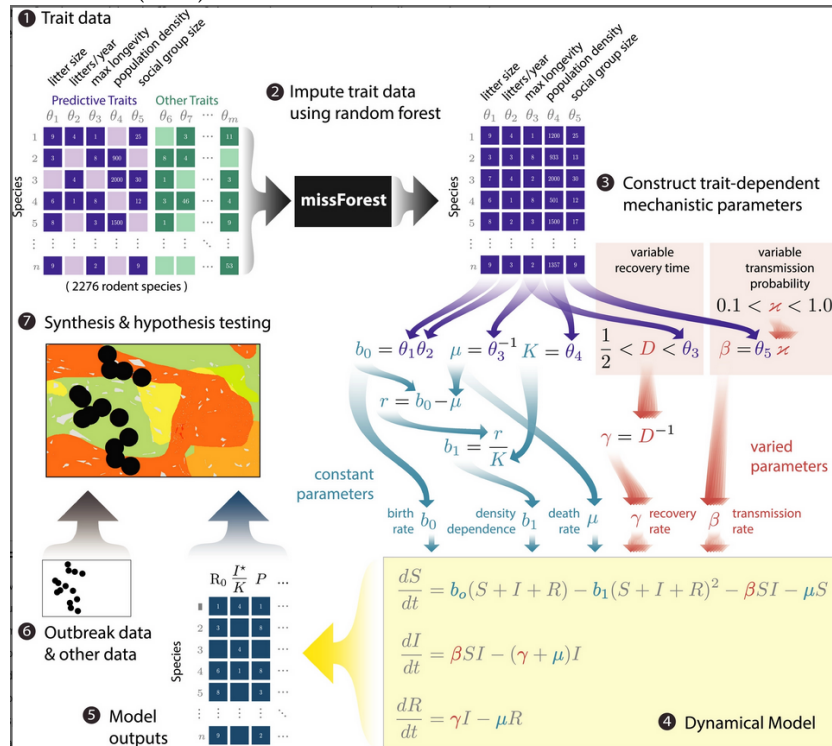 1 Trait data
litter size
litters/year
max longevity
population density
social group size
Predictive Traits
Other Traits
θ₁ θ₂ θ₃ θ₄ θ₅ θ₆ θ₇ ⋯ θₘ
Species
1 9 4 1 25 3 ⋯ 11
2 3 8 900 6 4 ⋯
3 4 2000 30 1 ⋯ 3
4 6 1 8 12 3 46 ⋯ 4
5 8 3 1500 1 ⋯ 9
⋮ ⋮ ⋮ ⋮ ⋮ ⋮ ⋮ ⋮ ⋱ ⋮
n 9 2 9 ⋯ 53
( 2276 rodent species )
2 Impute trait data
using random forest
missForest
litter size
litters/year
max longevity
population density
social group size
θ₁ θ₂ θ₃ θ₄ θ₅
Species
1 9 4 1 1200 25
2 3 3 8 933 13
3 7 4 2 2000 30
4 6 1 8 501 12
5 8 2 3 1500 17
⋮ ⋮ ⋮ ⋮ ⋮ ⋮
n 9 3 2 1357 9
3 Construct trait-dependent
mechanistic parameters
variable
recovery time
variable
transmission
probability
0.1 < ϰ < 1.0
b₀ = θ₁θ₂ μ = θ₃⁻¹ K = θ₄
1/2 < D < θ₃
β = θ₅ ϰ
r = b₀ − μ
b₁ = r/K
γ = D⁻¹
constant
parameters
varied
parameters
birth
rate b₀
density
dependence b₁
death
rate μ
γ recovery
rate
β transmission
rate
dS/dt = bₒ(S + I + R) − b₁(S + I + R)² − βSI − μS
dI/dt = βSI − (γ + μ)I
dR/dt = γI − μR
4 Dynamical Model
R₀ I*/K P ...
Species
1 4 1 ⋯
2 3 8 ⋯
3 4 ⋯
4 6 1 8 ⋯
5 8 3 ⋯
⋮ ⋮ ⋮ ⋮ ⋱
n 9 2 ⋯
5 Model
outputs
6 Outbreak data
& other data
7 Synthesis & hypothesis testing